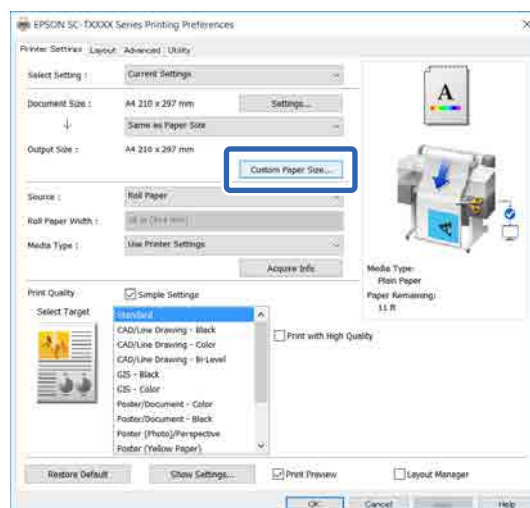 EPSON SC-TXXXX Series Printing Preferences
Printer Settings Layout Advanced Utility
Select Setting : Current Settings
Document Size : A4 210 x 297 mm Settings...
Same as Paper Size
Output Size : A4 210 x 297 mm
Custom Paper Size...
Source : Roll Paper
Roll Paper Width :
Media Type : Use Printer Settings
Acquire Info
Media Type:
Plain Paper
Paper Remaining:
11 ft
Print Quality Simple Settings
Select Target
Standard
CAD/Line Drawing - Black
CAD/Line Drawing - Color
CAD/Line Drawing - Bi-Level
GIS - Black
GIS - Color
Poster/Document - Color
Poster/Document - Black
Poster (Photo)/Perspective
Poster (Yellow Paper)
Print with High Quality
Restore Default Show Settings... Print Preview Layout Manager
OK Cancel Help
A